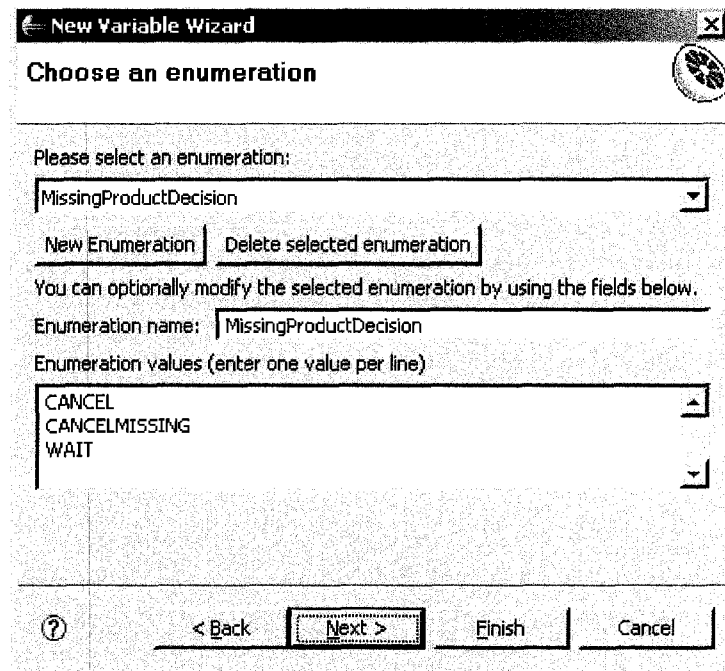 New Variable Wizard
Choose an enumeration
Please select an enumeration:
MissingProductDecision
New Enumeration Delete selected enumeration
You can optionally modify the selected enumeration by using the fields below.
Enumeration name: MissingProductDecision
Enumeration values (enter one value per line)
CANCEL
CANCELMISSING
WAIT
? < Back Next > Finish Cancel